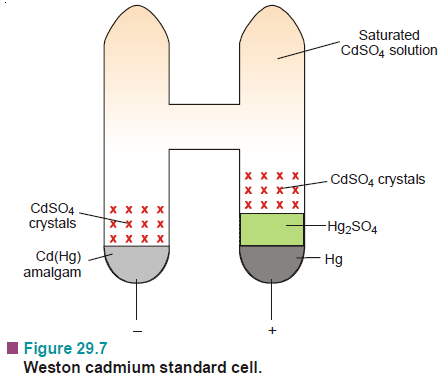 Saturated
CdSO4 solution
x x x x
x x x x
x x x x
CdSO4 crystals
CdSO4
crystals
x x x x
x x x x
x x x x
Hg2SO4
Cd(Hg)
amalgam
Hg
–
+
Figure 29.7
Weston cadmium standard cell.